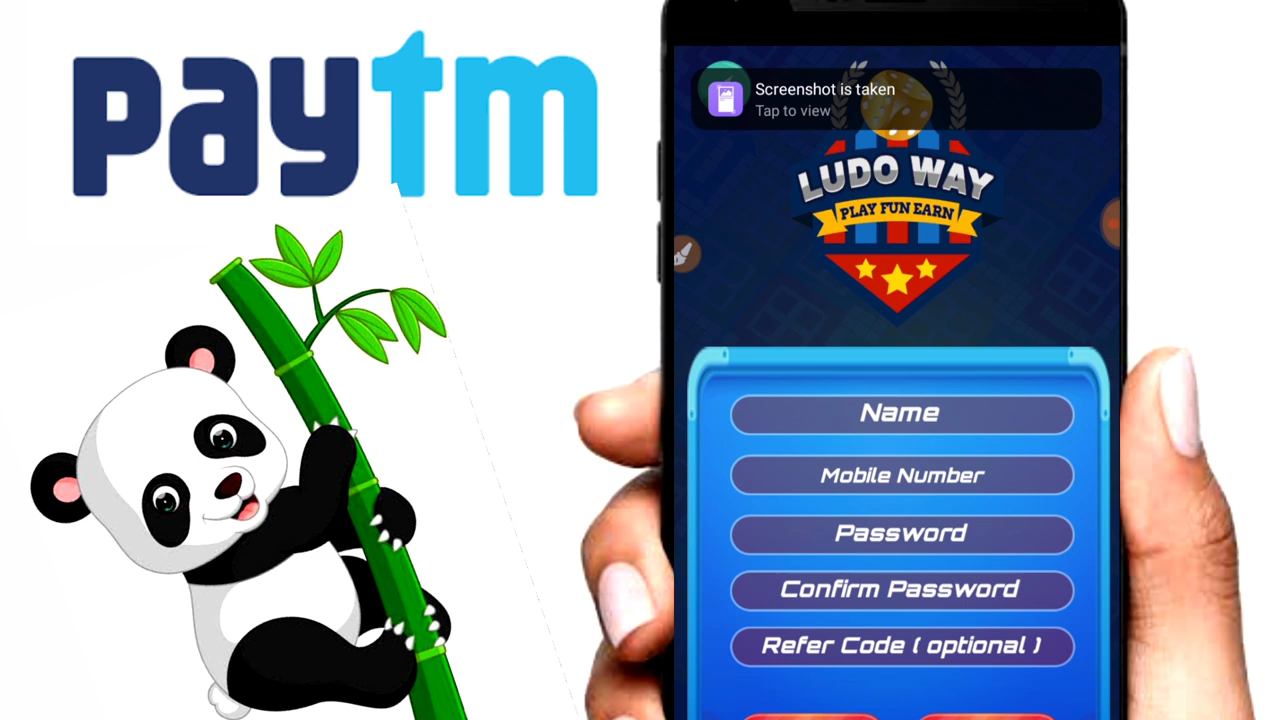 paytm
Screenshot is taken
Tap to view
LUDO WAY
PLAY FUN EARN
Name
Mobile Number
Password
Confirm Password
Refer Code ( optional )